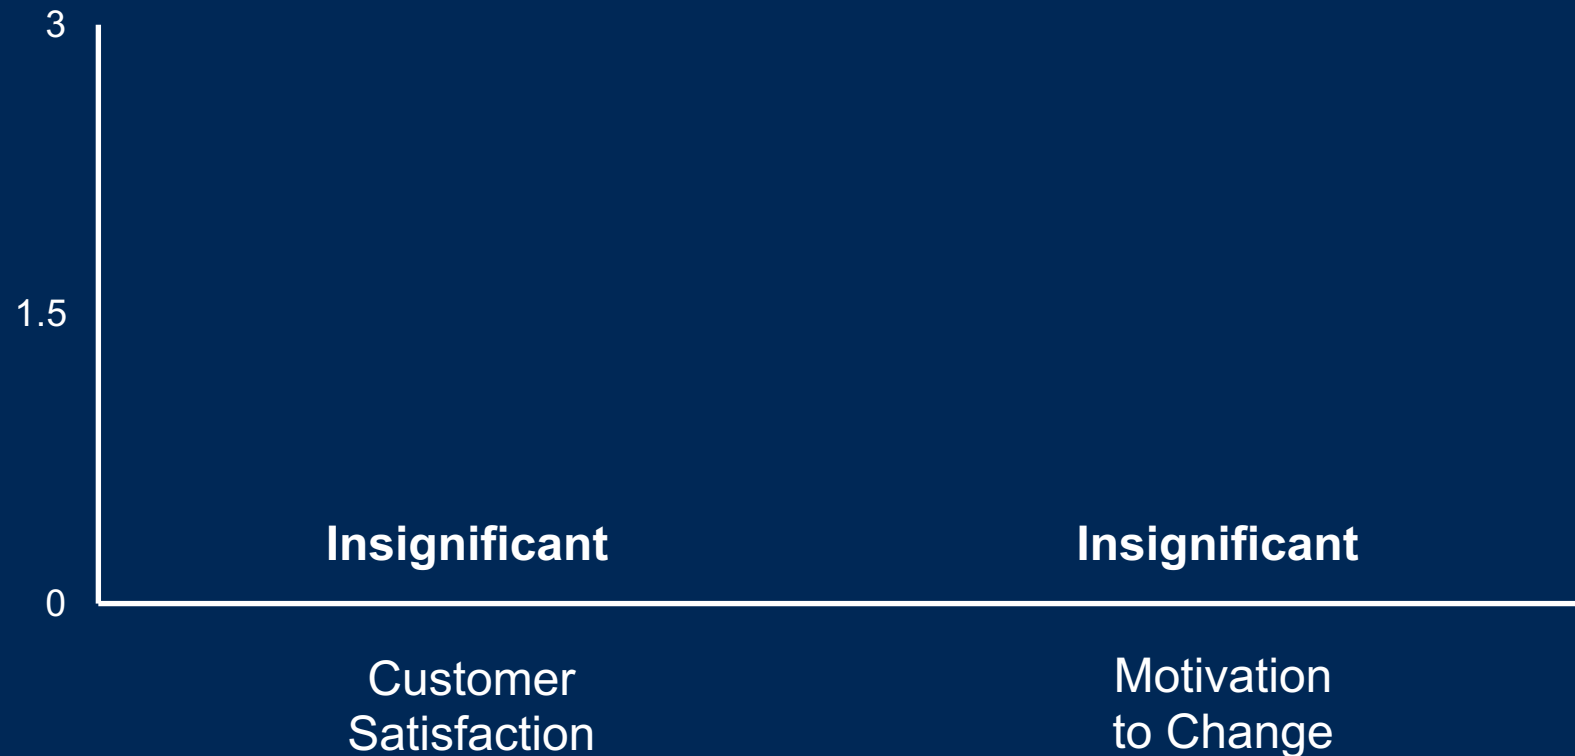 3
1.5
Insignificant
Insignificant
0
Customer
Satisfaction
Motivation
to Change